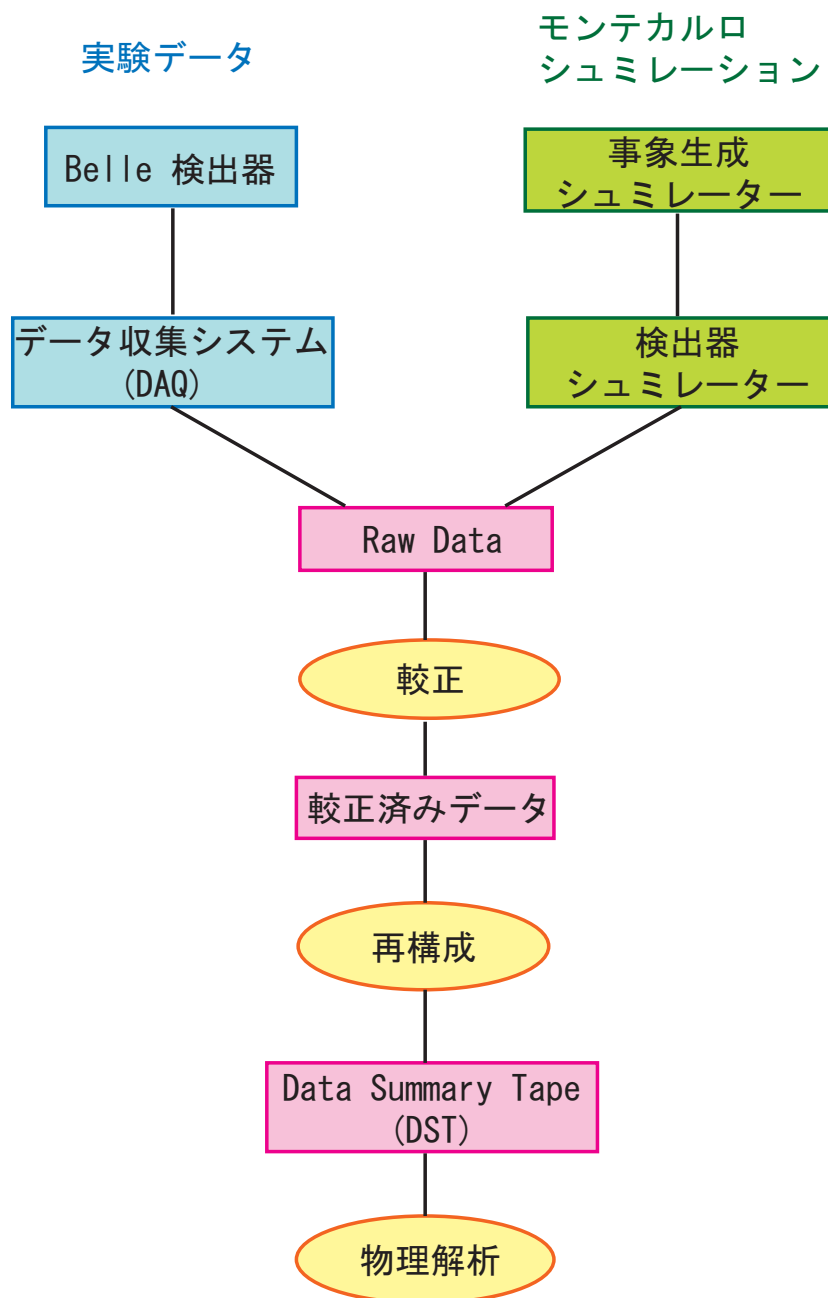 実験データ
モンテカルロ
シュミレーション
Belle 検出器
事象生成
シュミレーター
データ収集システム
(DAQ)
検出器
シュミレーター
Raw Data
較正
較正済みデータ
再構成
Data Summary Tape
(DST)
物理解析